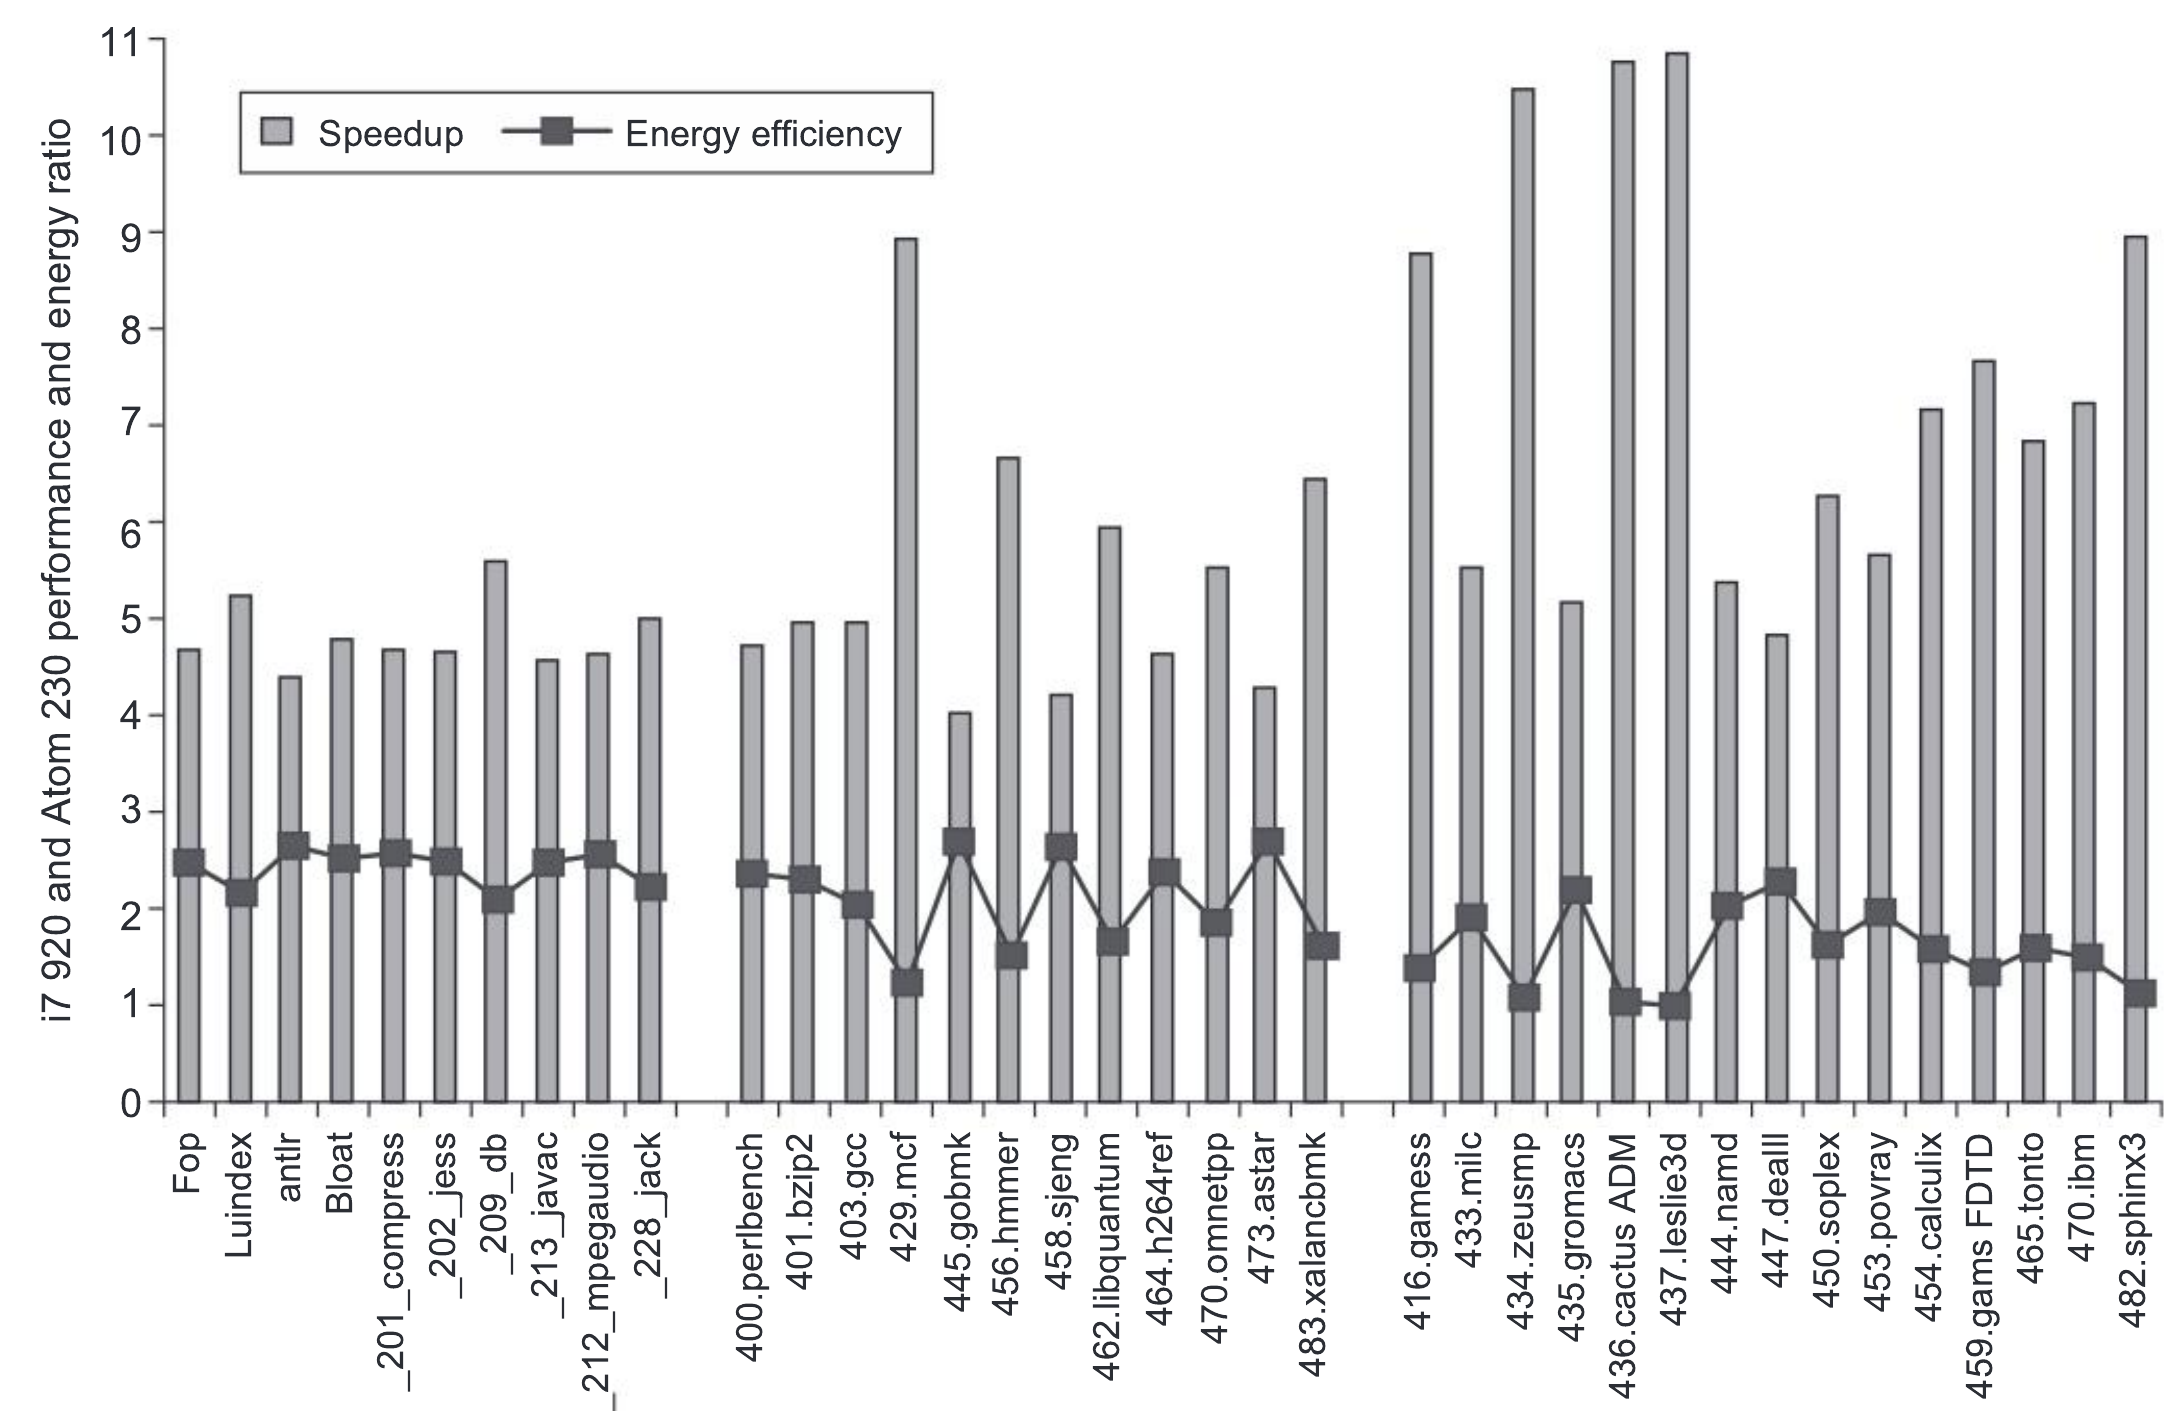 i7 920 and Atom 230 performance and energy ratio
11
10
9
8
7
6
5
4
3
2
1
0
Speedup
Energy efficiency
Fop
Luindex
antlr
Bloat
_201_compress
_202_jess
_209_db
_213_javac
_212_mpegaudio
_228_jack
400.perlbench
401.bzip2
403.gcc
429.mcf
445.gobmk
456.hmmer
458.sjeng
462.libquantum
464.h264ref
470.omnetpp
473.astar
483.xalancbmk
416.gamess
433.milc
434.zeusmp
435.gromacs
436.cactus ADM
437.leslie3d
444.namd
447.dealll
450.soplex
453.povray
454.calculix
459.gams FDTD
465.tonto
470.ibm
482.sphinx3